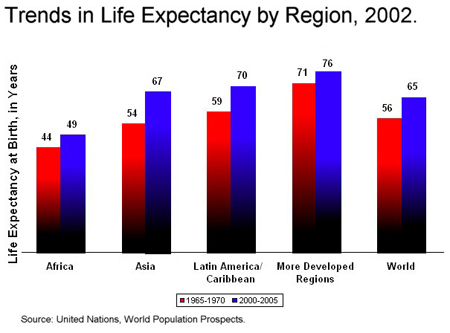 Trends in Life Expectancy by Region, 2002.
Life Expectancy at Birth, in Years
44
49
54
67
59
70
71
76
56
65
Africa
Asia
Latin America/
Caribbean
More Developed
Regions
World
1965-1970
2000-2005
Source: United Nations, World Population Prospects.